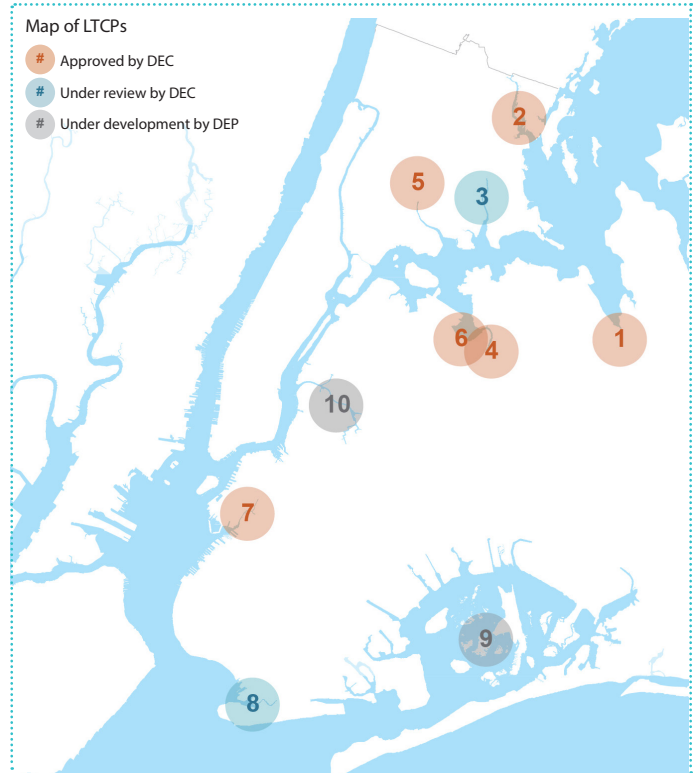 Map of LTCPs
# Approved by DEC
# Under review by DEC
# Under development by DEP
2
5
3
6
4
1
10
7
9
8